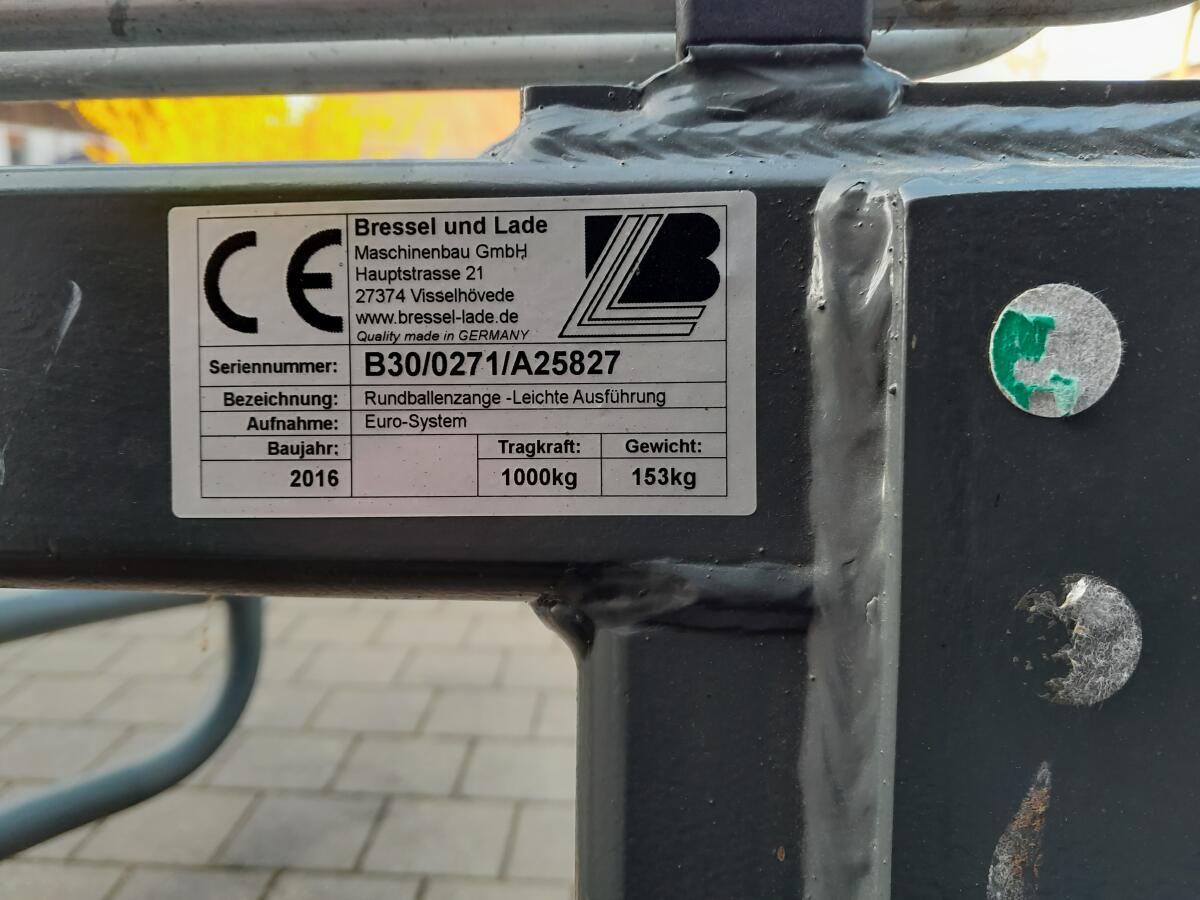 CE
Bressel und Lade
Maschinenbau GmbH
Hauptstrasse 21
27374 Visselhövede
www.bressel-lade.de
Quality made in GERMANY
LB
Seriennummer: B30/0271/A25827
Bezeichnung: Rundballenzange -Leichte Ausführung
Aufnahme: Euro-System
Baujahr: Tragkraft: Gewicht:
2016 1000kg 153kg